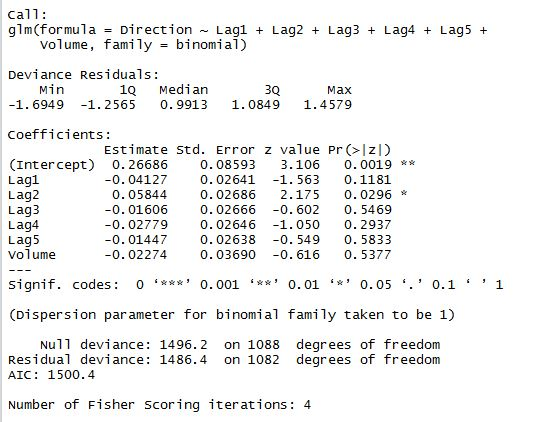 Call:
glm(formula = Direction ~ Lag1 + Lag2 + Lag3 + Lag4 + Lag5 +
    Volume, family = binomial)

Deviance Residuals:
    Min      1Q  Median      3Q     Max
-1.6949 -1.2565  0.9913  1.0849  1.4579

Coefficients:
            Estimate Std. Error z value Pr(>|z|)
(Intercept)  0.26686    0.08593   3.106   0.0019 **
Lag1        -0.04127    0.02641  -1.563   0.1181
Lag2         0.05844    0.02686   2.175   0.0296 *
Lag3        -0.01606    0.02666  -0.602   0.5469
Lag4        -0.02779    0.02646  -1.050   0.2937
Lag5        -0.01447    0.02638  -0.549   0.5833
Volume      -0.02274    0.03690  -0.616   0.5377
---
Signif. codes:  0 ‘***’ 0.001 ‘**’ 0.01 ‘*’ 0.05 ‘.’ 0.1 ‘ ’ 1

(Dispersion parameter for binomial family taken to be 1)

    Null deviance: 1496.2  on 1088  degrees of freedom
Residual deviance: 1486.4  on 1082  degrees of freedom
AIC: 1500.4

Number of Fisher Scoring iterations: 4